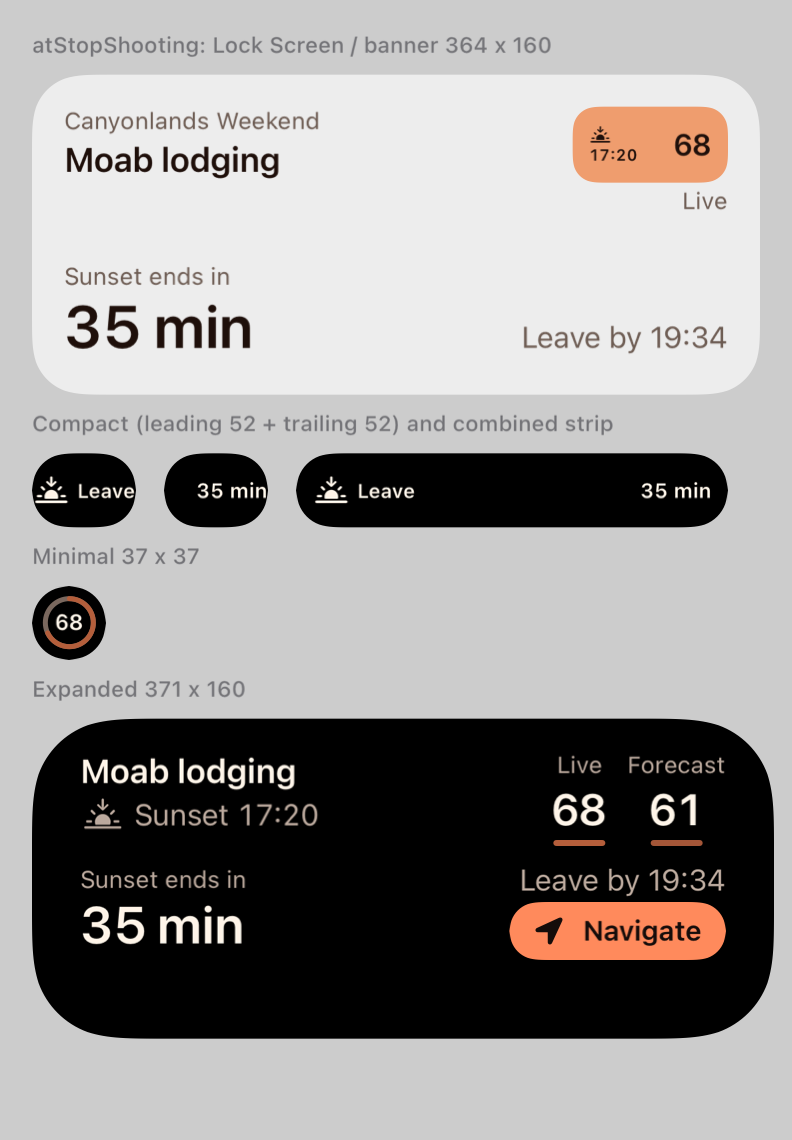 atStopShooting: Lock Screen / banner 364 x 160
Canyonlands Weekend
Moab lodging
17:20
68
Live
Sunset ends in
35 min
Leave by 19:34
Compact (leading 52 + trailing 52) and combined strip
Leave
35 min
Leave
35 min
Minimal 37 x 37
68
Expanded 371 x 160
Moab lodging
Sunset 17:20
Live
Forecast
68
61
Sunset ends in
35 min
Leave by 19:34
Navigate